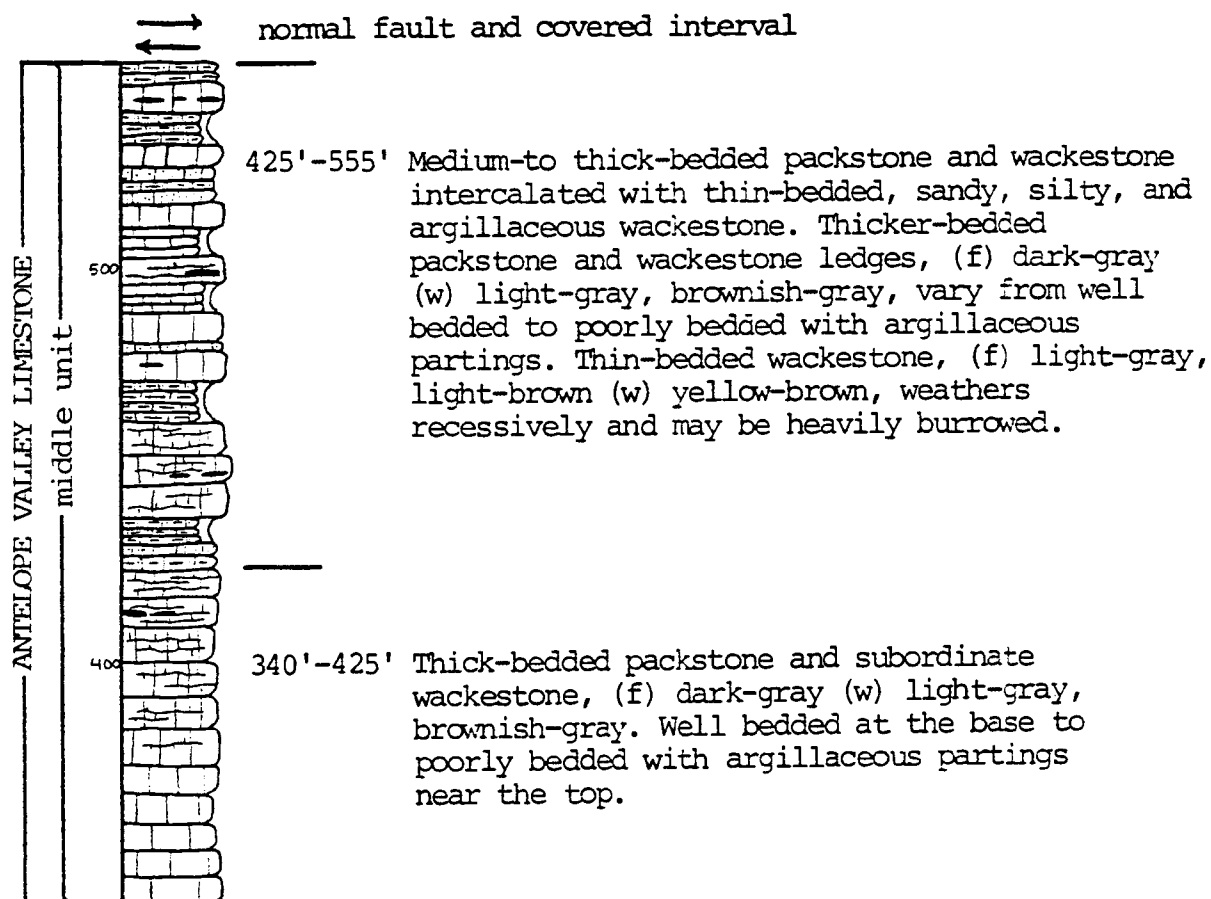 normal fault and covered interval
ANTELOPE VALLEY LIMESTONE
middle unit
500
400
425'-555' Medium-to thick-bedded packstone and wackestone
intercalated with thin-bedded, sandy, silty, and
argillaceous wackestone. Thicker-bedded
packstone and wackestone ledges, (f) dark-gray
(w) light-gray, brownish-gray, vary from well
bedded to poorly bedded with argillaceous
partings. Thin-bedded wackestone, (f) light-gray,
light-brown (w) yellow-brown, weathers
recessively and may be heavily burrowed.
340'-425' Thick-bedded packstone and subordinate
wackestone, (f) dark-gray (w) light-gray,
brownish-gray. Well bedded at the base to
poorly bedded with argillaceous partings
near the top.